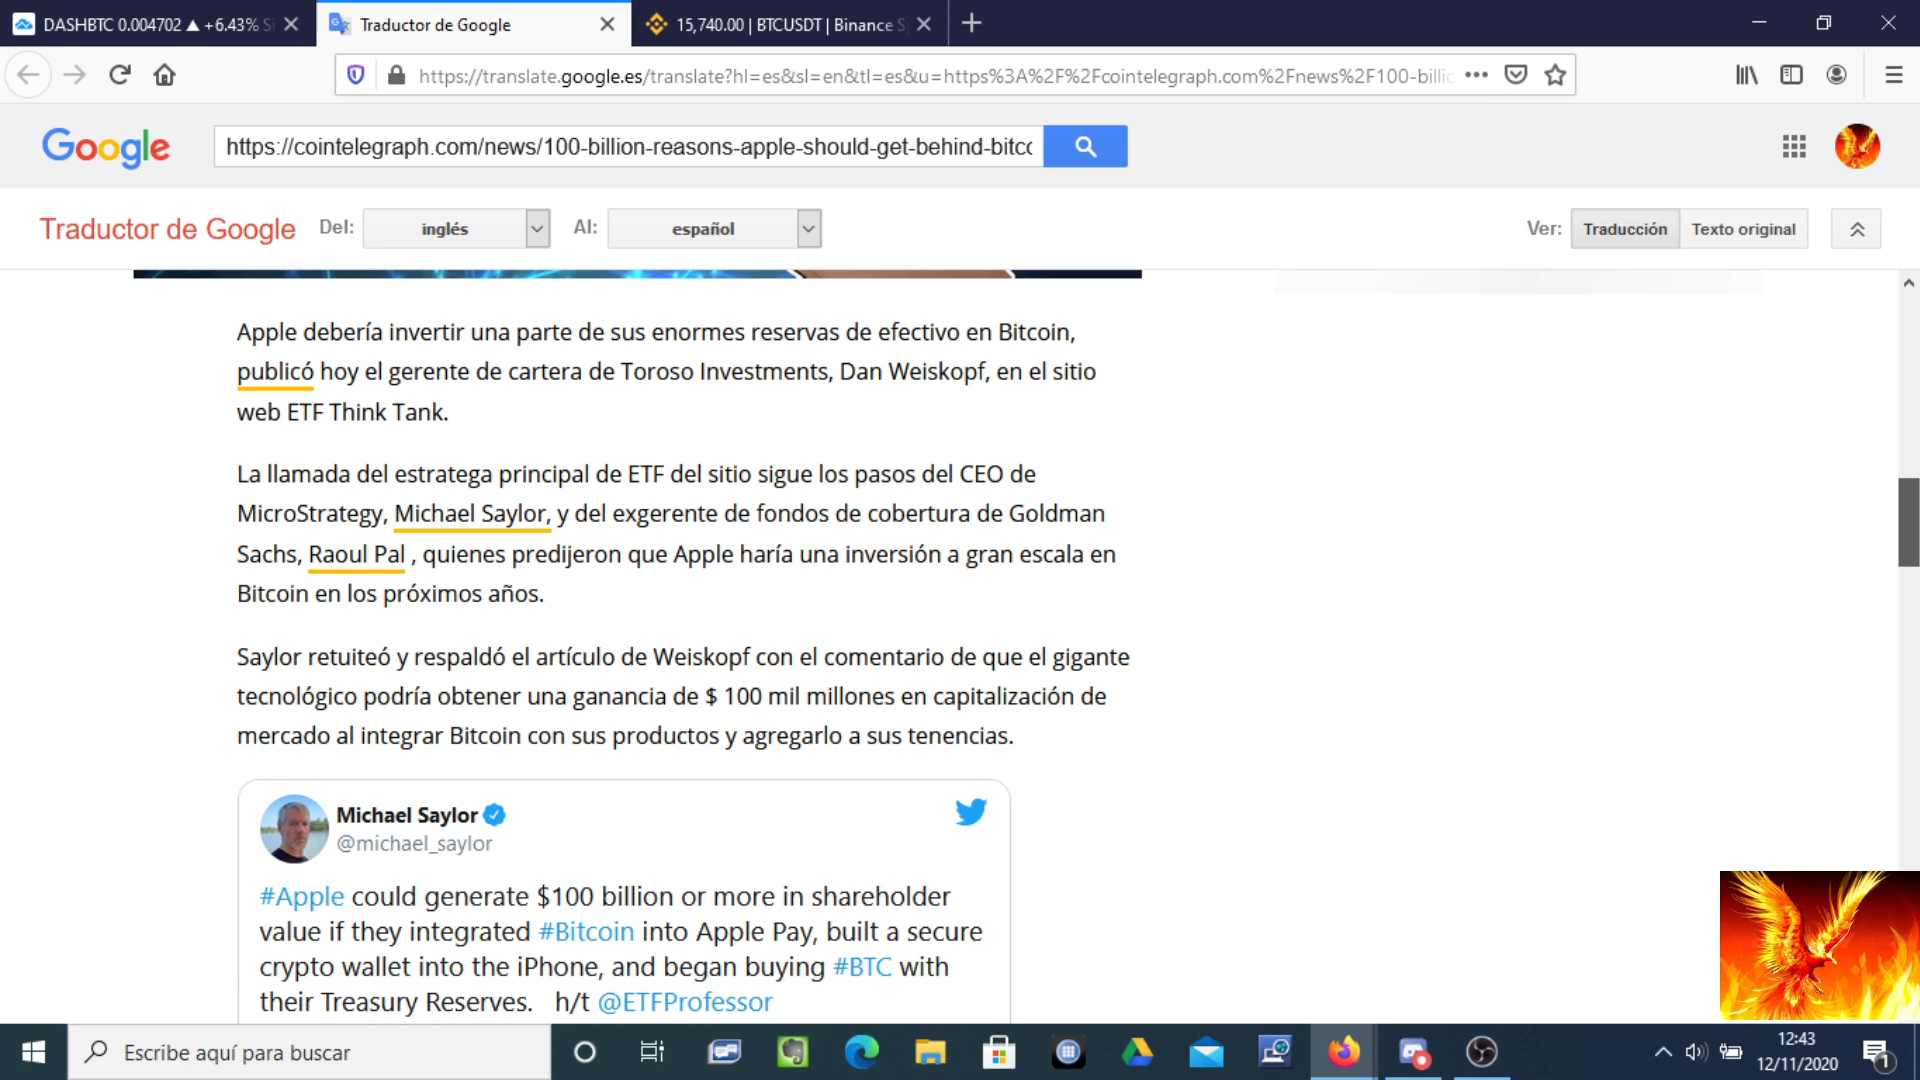 DASHBTC 0.004702 ▲ +6.43%
Traductor de Google
15,740.00 | BTCUSDT | Binance
https://translate.google.es/translate?hl=es&sl=en&tl=es&u=https%3A%2F%2Fcointelegraph.com%2Fnews%2F100-billi
Google
https://cointelegraph.com/news/100-billion-reasons-apple-should-get-behind-bitcc
Traductor de Google Del: inglés Al: español Ver: Traducción Texto original
Apple debería invertir una parte de sus enormes reservas de efectivo en Bitcoin,
publicó hoy el gerente de cartera de Toroso Investments, Dan Weiskopf, en el sitio
web ETF Think Tank.
La llamada del estratega principal de ETF del sitio sigue los pasos del CEO de
MicroStrategy, Michael Saylor, y del exgerente de fondos de cobertura de Goldman
Sachs, Raoul Pal , quienes predijeron que Apple haría una inversión a gran escala en
Bitcoin en los próximos años.
Saylor retuiteó y respaldó el artículo de Weiskopf con el comentario de que el gigante
tecnológico podría obtener una ganancia de $ 100 mil millones en capitalización de
mercado al integrar Bitcoin con sus productos y agregarlo a sus tenencias.
Michael Saylor
@michael_saylor
#Apple could generate $100 billion or more in shareholder
value if they integrated #Bitcoin into Apple Pay, built a secure
crypto wallet into the iPhone, and began buying #BTC with
their Treasury Reserves. h/t @ETFProfessor
Escribe aquí para buscar
12:43
12/11/2020
1